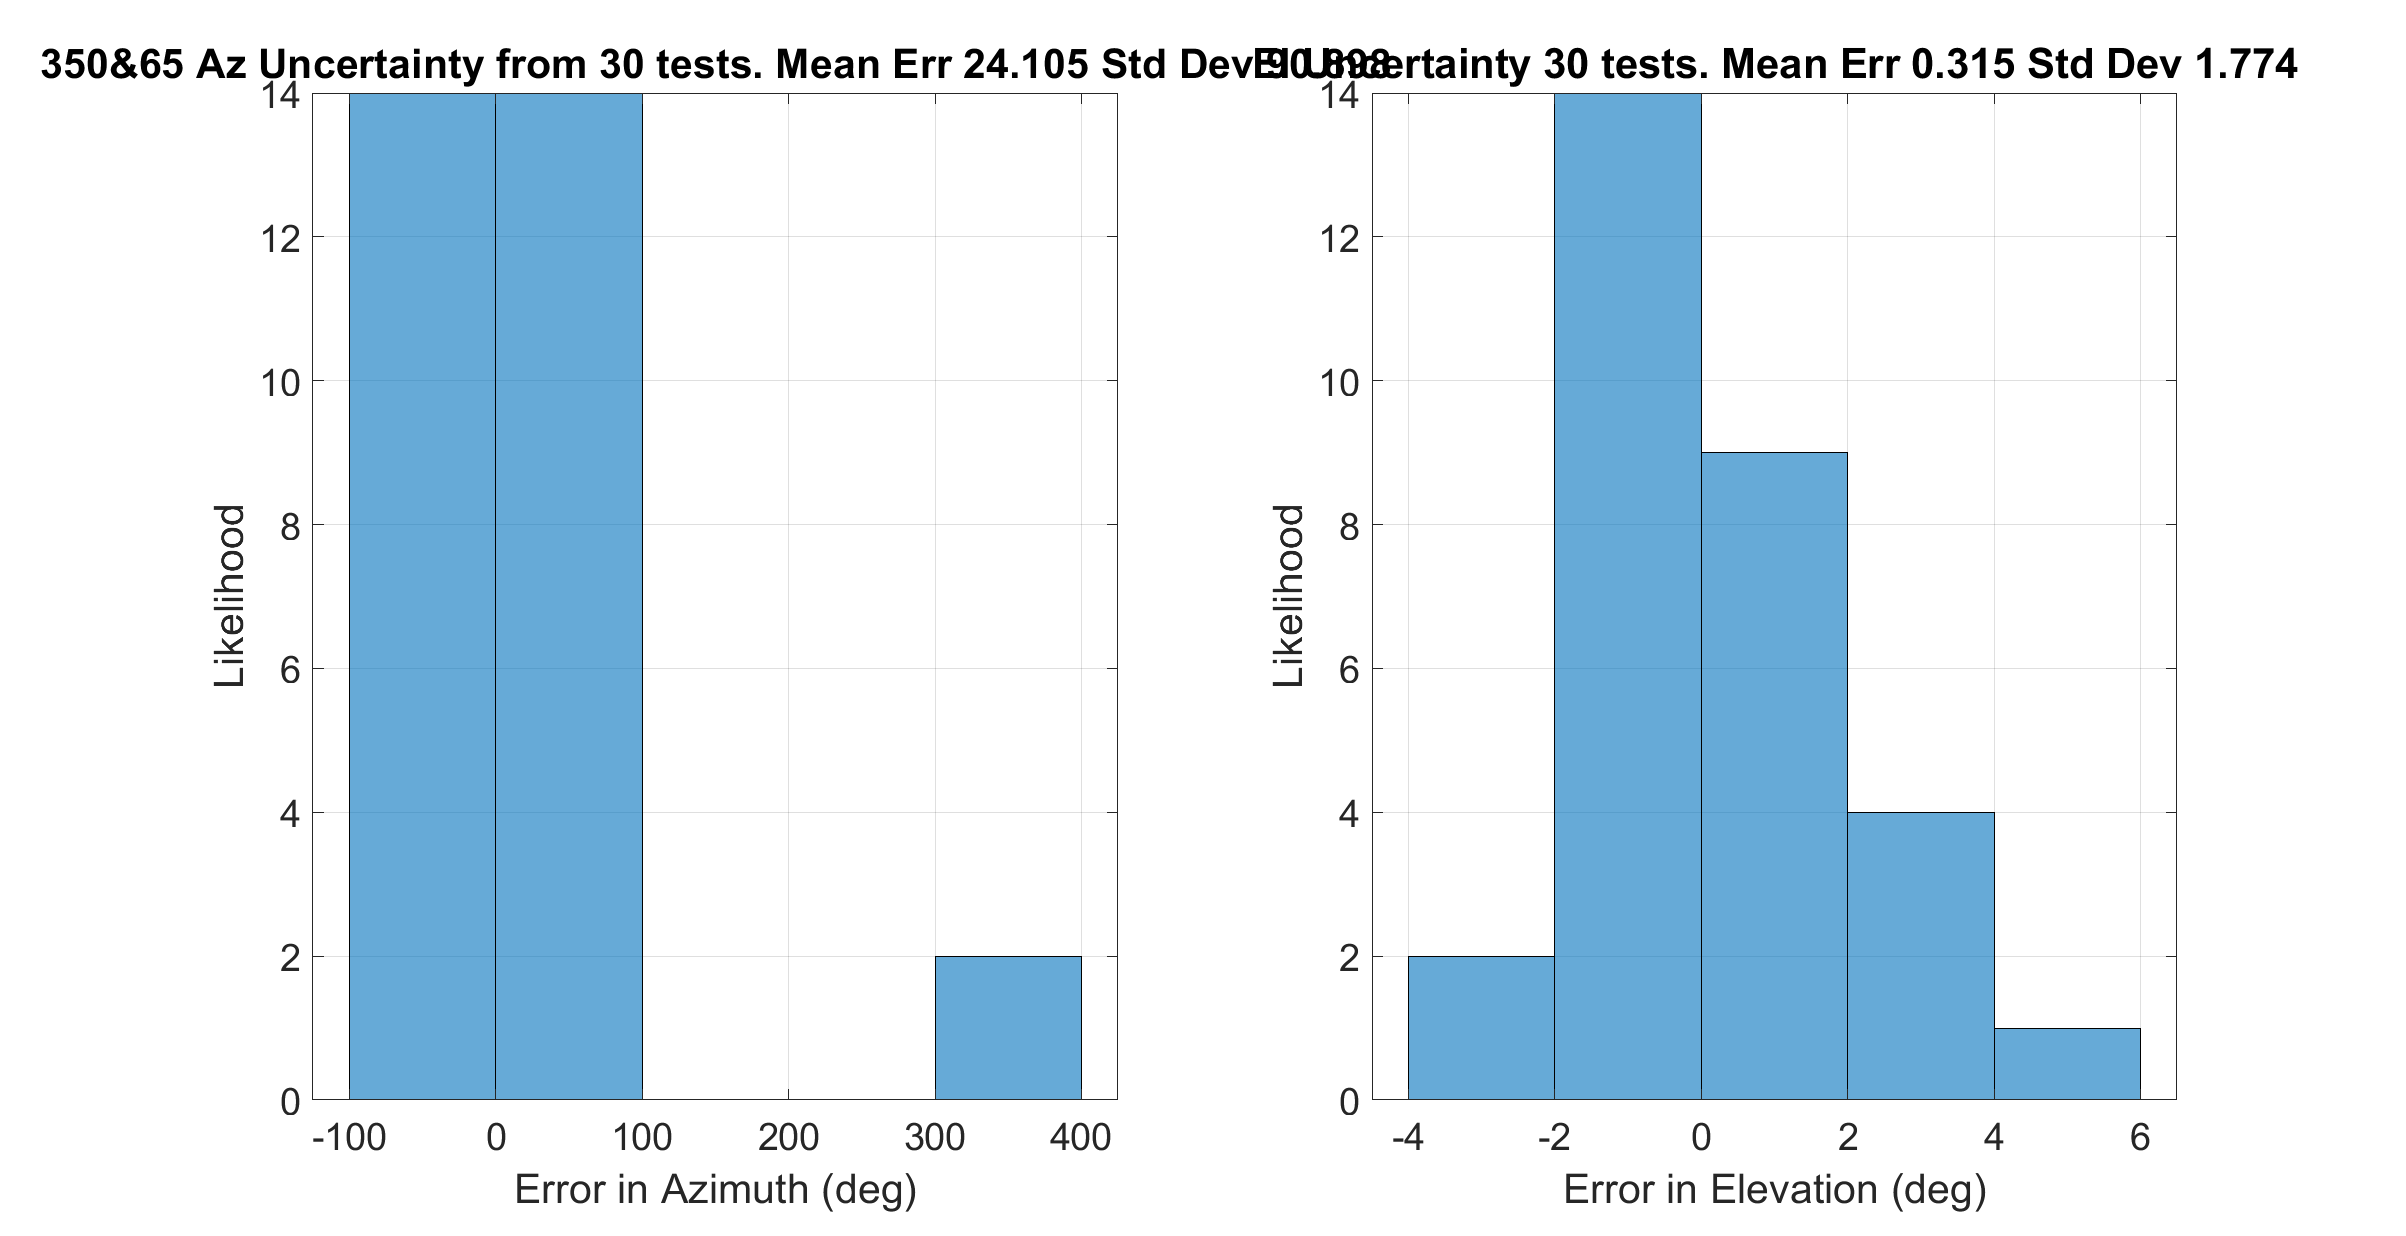 350&65 Az Uncertainty from 30 tests. Mean Err 24.105 Std Dev 90.898
El Uncertainty 30 tests. Mean Err 0.315 Std Dev 1.774
14
12
10
8
6
4
2
0
Likelihood
-100 0 100 200 300 400
Error in Azimuth (deg)
14
12
10
8
6
4
2
0
Likelihood
-4 -2 0 2 4 6
Error in Elevation (deg)